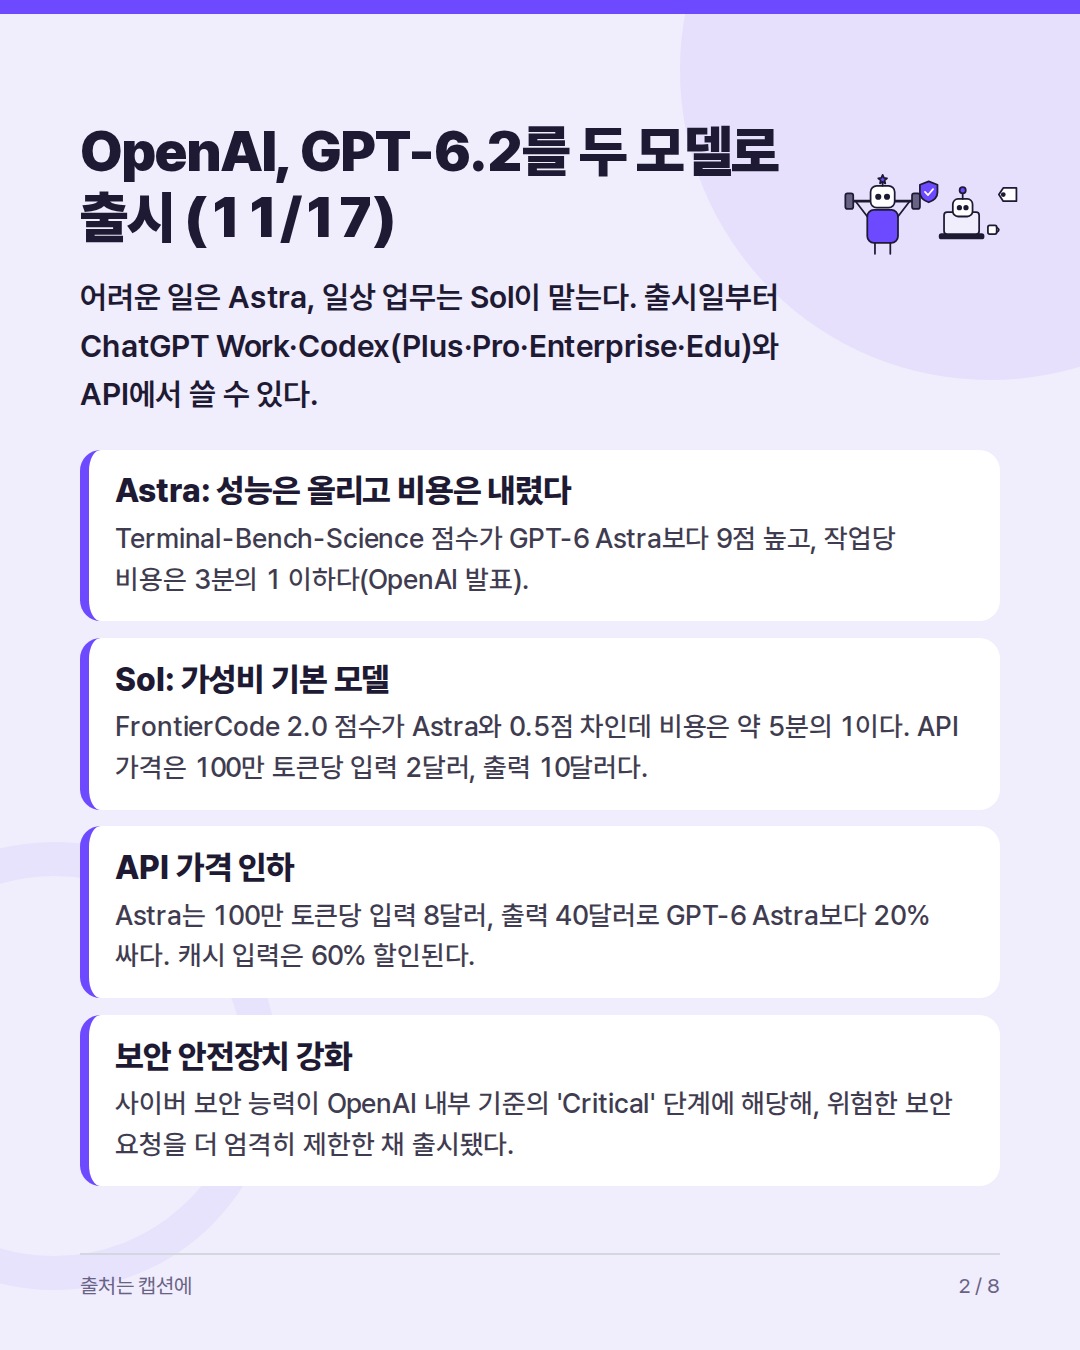 OpenAI, GPT-6.2를 두 모델로
출시 (11/17)
어려운 일은 Astra, 일상 업무는 Sol이 맡는다. 출시일부터
ChatGPT Work·Codex(Plus·Pro·Enterprise·Edu)와
API에서 쓸 수 있다.
Astra: 성능은 올리고 비용은 내렸다
Terminal-Bench-Science 점수가 GPT-6 Astra보다 9점 높고, 작업당
비용은 3분의 1 이하다(OpenAI 발표).
Sol: 가성비 기본 모델
FrontierCode 2.0 점수가 Astra와 0.5점 차인데 비용은 약 5분의 1이다. API
가격은 100만 토큰당 입력 2달러, 출력 10달러다.
API 가격 인하
Astra는 100만 토큰당 입력 8달러, 출력 40달러로 GPT-6 Astra보다 20%
싸다. 캐시 입력은 60% 할인된다.
보안 안전장치 강화
사이버 보안 능력이 OpenAI 내부 기준의 'Critical' 단계에 해당해, 위험한 보안
요청을 더 엄격히 제한한 채 출시됐다.
출처는 캡션에
2 / 8